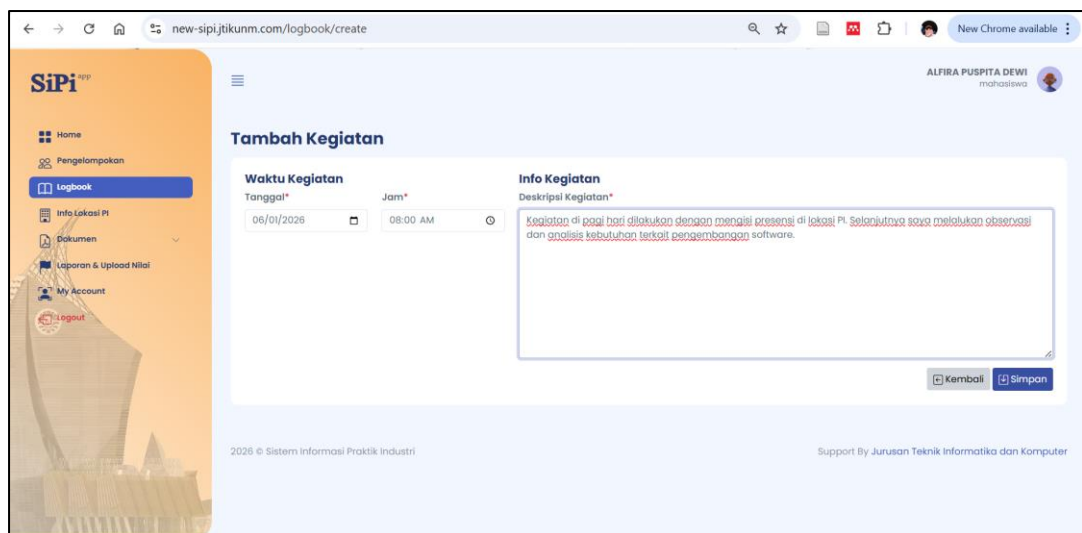 new-sipi.jtikunm.com/logbook/create
New Chrome available
SiPi app
ALFIRA PUSPITA DEWI
mahasiswa
Home
Pengelompokan
Logbook
Info Lokasi PI
Dokumen
Laporan & Upload Nilai
My Account
Logout
Tambah Kegiatan
Waktu Kegiatan
Tanggal*
Jam*
06/01/2026
08:00 AM
Info Kegiatan
Deskripsi Kegiatan*
Kegiatan di pagi hari dilakukan dengan mengisi presensi di lokasi PI. Selanjutnya saya melalukan observasi
dan analisis kebutuhan terkait pengembangan software.
Kembali
Simpan
2026 © Sistem Informasi Praktik Industri
Support By Jurusan Teknik Informatika dan Komputer